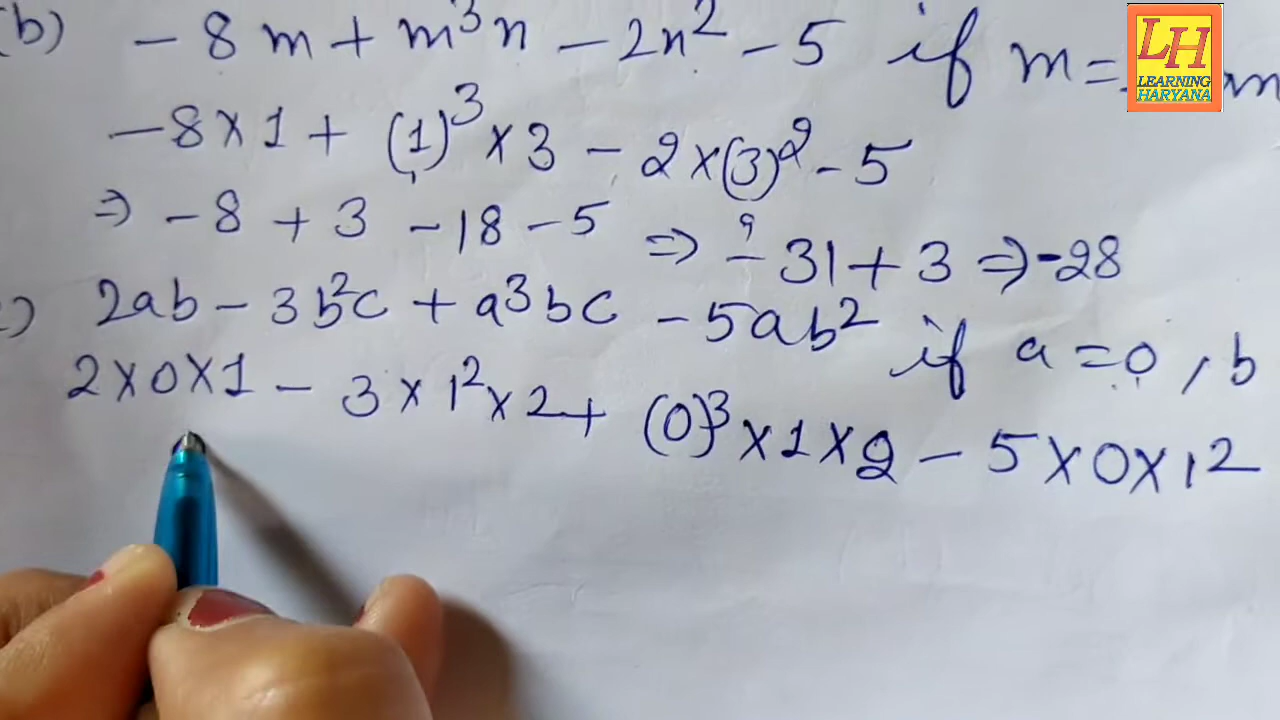 (b) - 8m + m³n - 2n² - 5 if m =
LH
LEARNING
HARYANA
-8×1 + (1)³ × 3 - 2×(3)² - 5
9
⇒ -8 + 3 -18 -5 ⇒ - 31 + 3 ⇒ -28
2ab - 3b²c + a³bc - 5ab² if a = 0, b
2×0×1 - 3 × 1² × 2 + (0)³ ×1×2 - 5×0×1²